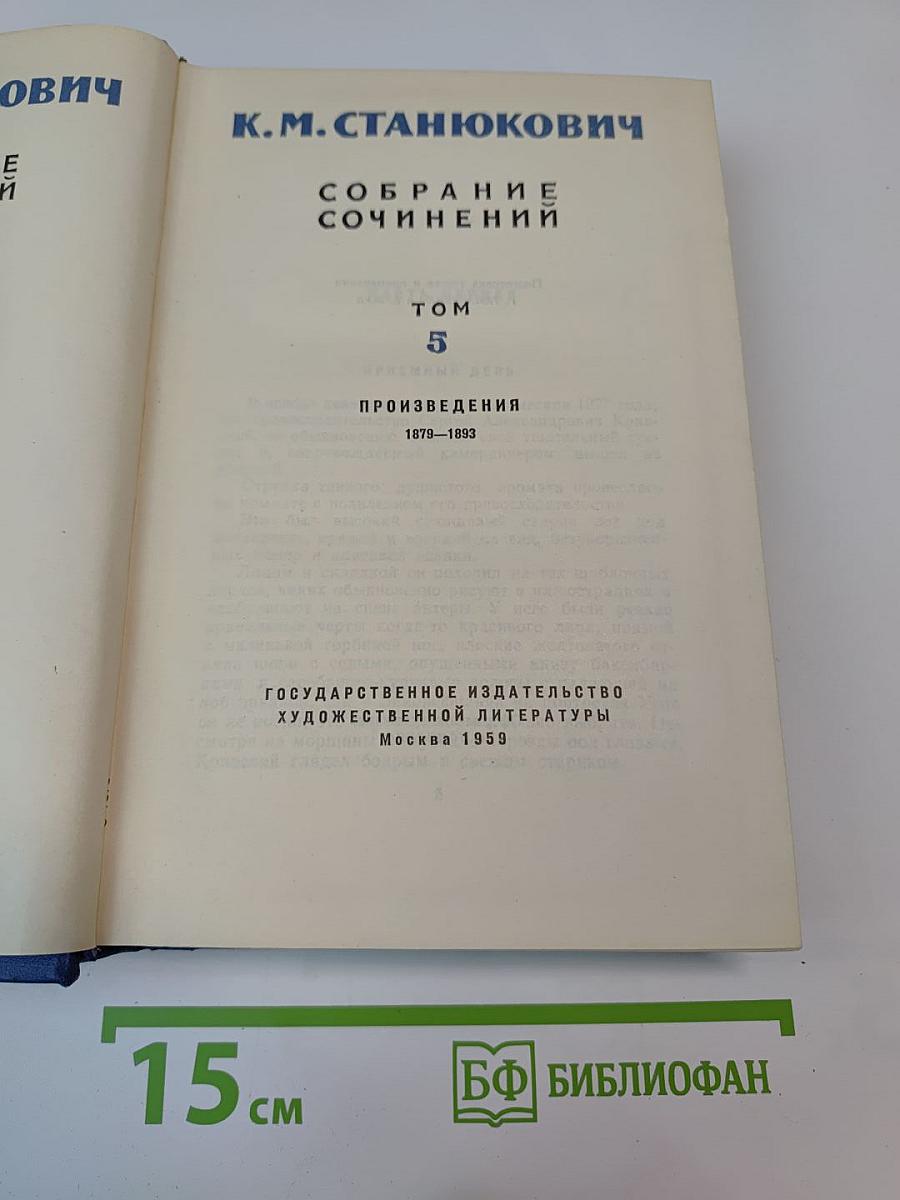 ОВИЧ
Е
Й
К. М. СТАНЮКОВИЧ
СОБРАНИЕ
СОЧИНЕНИЙ
ТОМ
5
ПРОИЗВЕДЕНИЯ
1879—1893
ГОСУДАРСТВЕННОЕ ИЗДАТЕЛЬСТВО
ХУДОЖЕСТВЕННОЙ ЛИТЕРАТУРЫ
Москва 1959
15 см
БФ БИБЛИОФАН